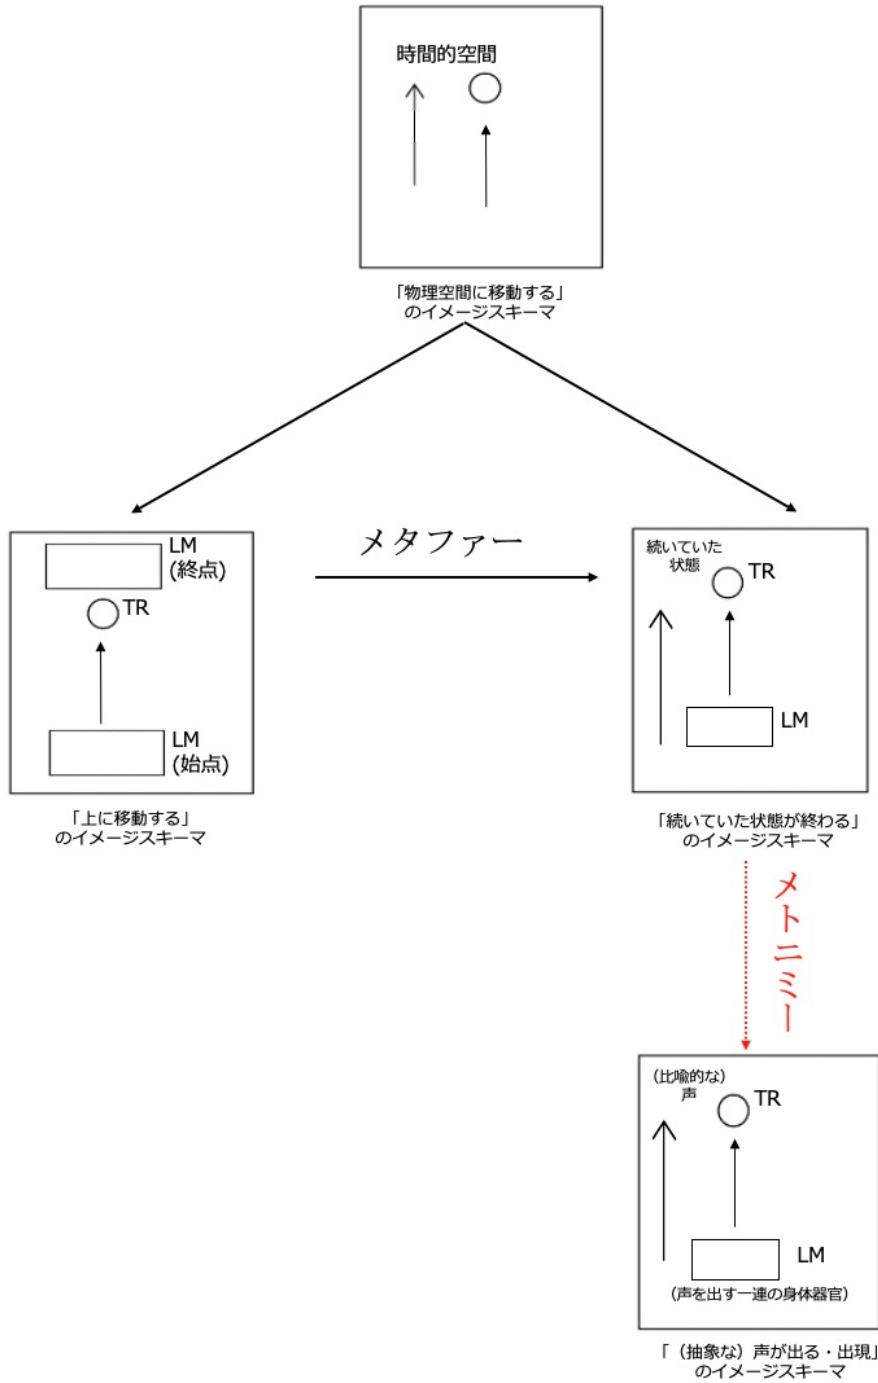 時間的空間
「物理空間に移動する」
のイメージスキーマ
メタファー
LM
(終点)
TR
LM
(始点)
「上に移動する」
のイメージスキーマ
続いていた
状態
TR
LM
「続いていた状態が終わる」
のイメージスキーマ
メトニミー
(比喩的な)
声
TR
LM
(声を出す一連の身体器官)
「（抽象な）声が出る・出現」
のイメージスキーマ